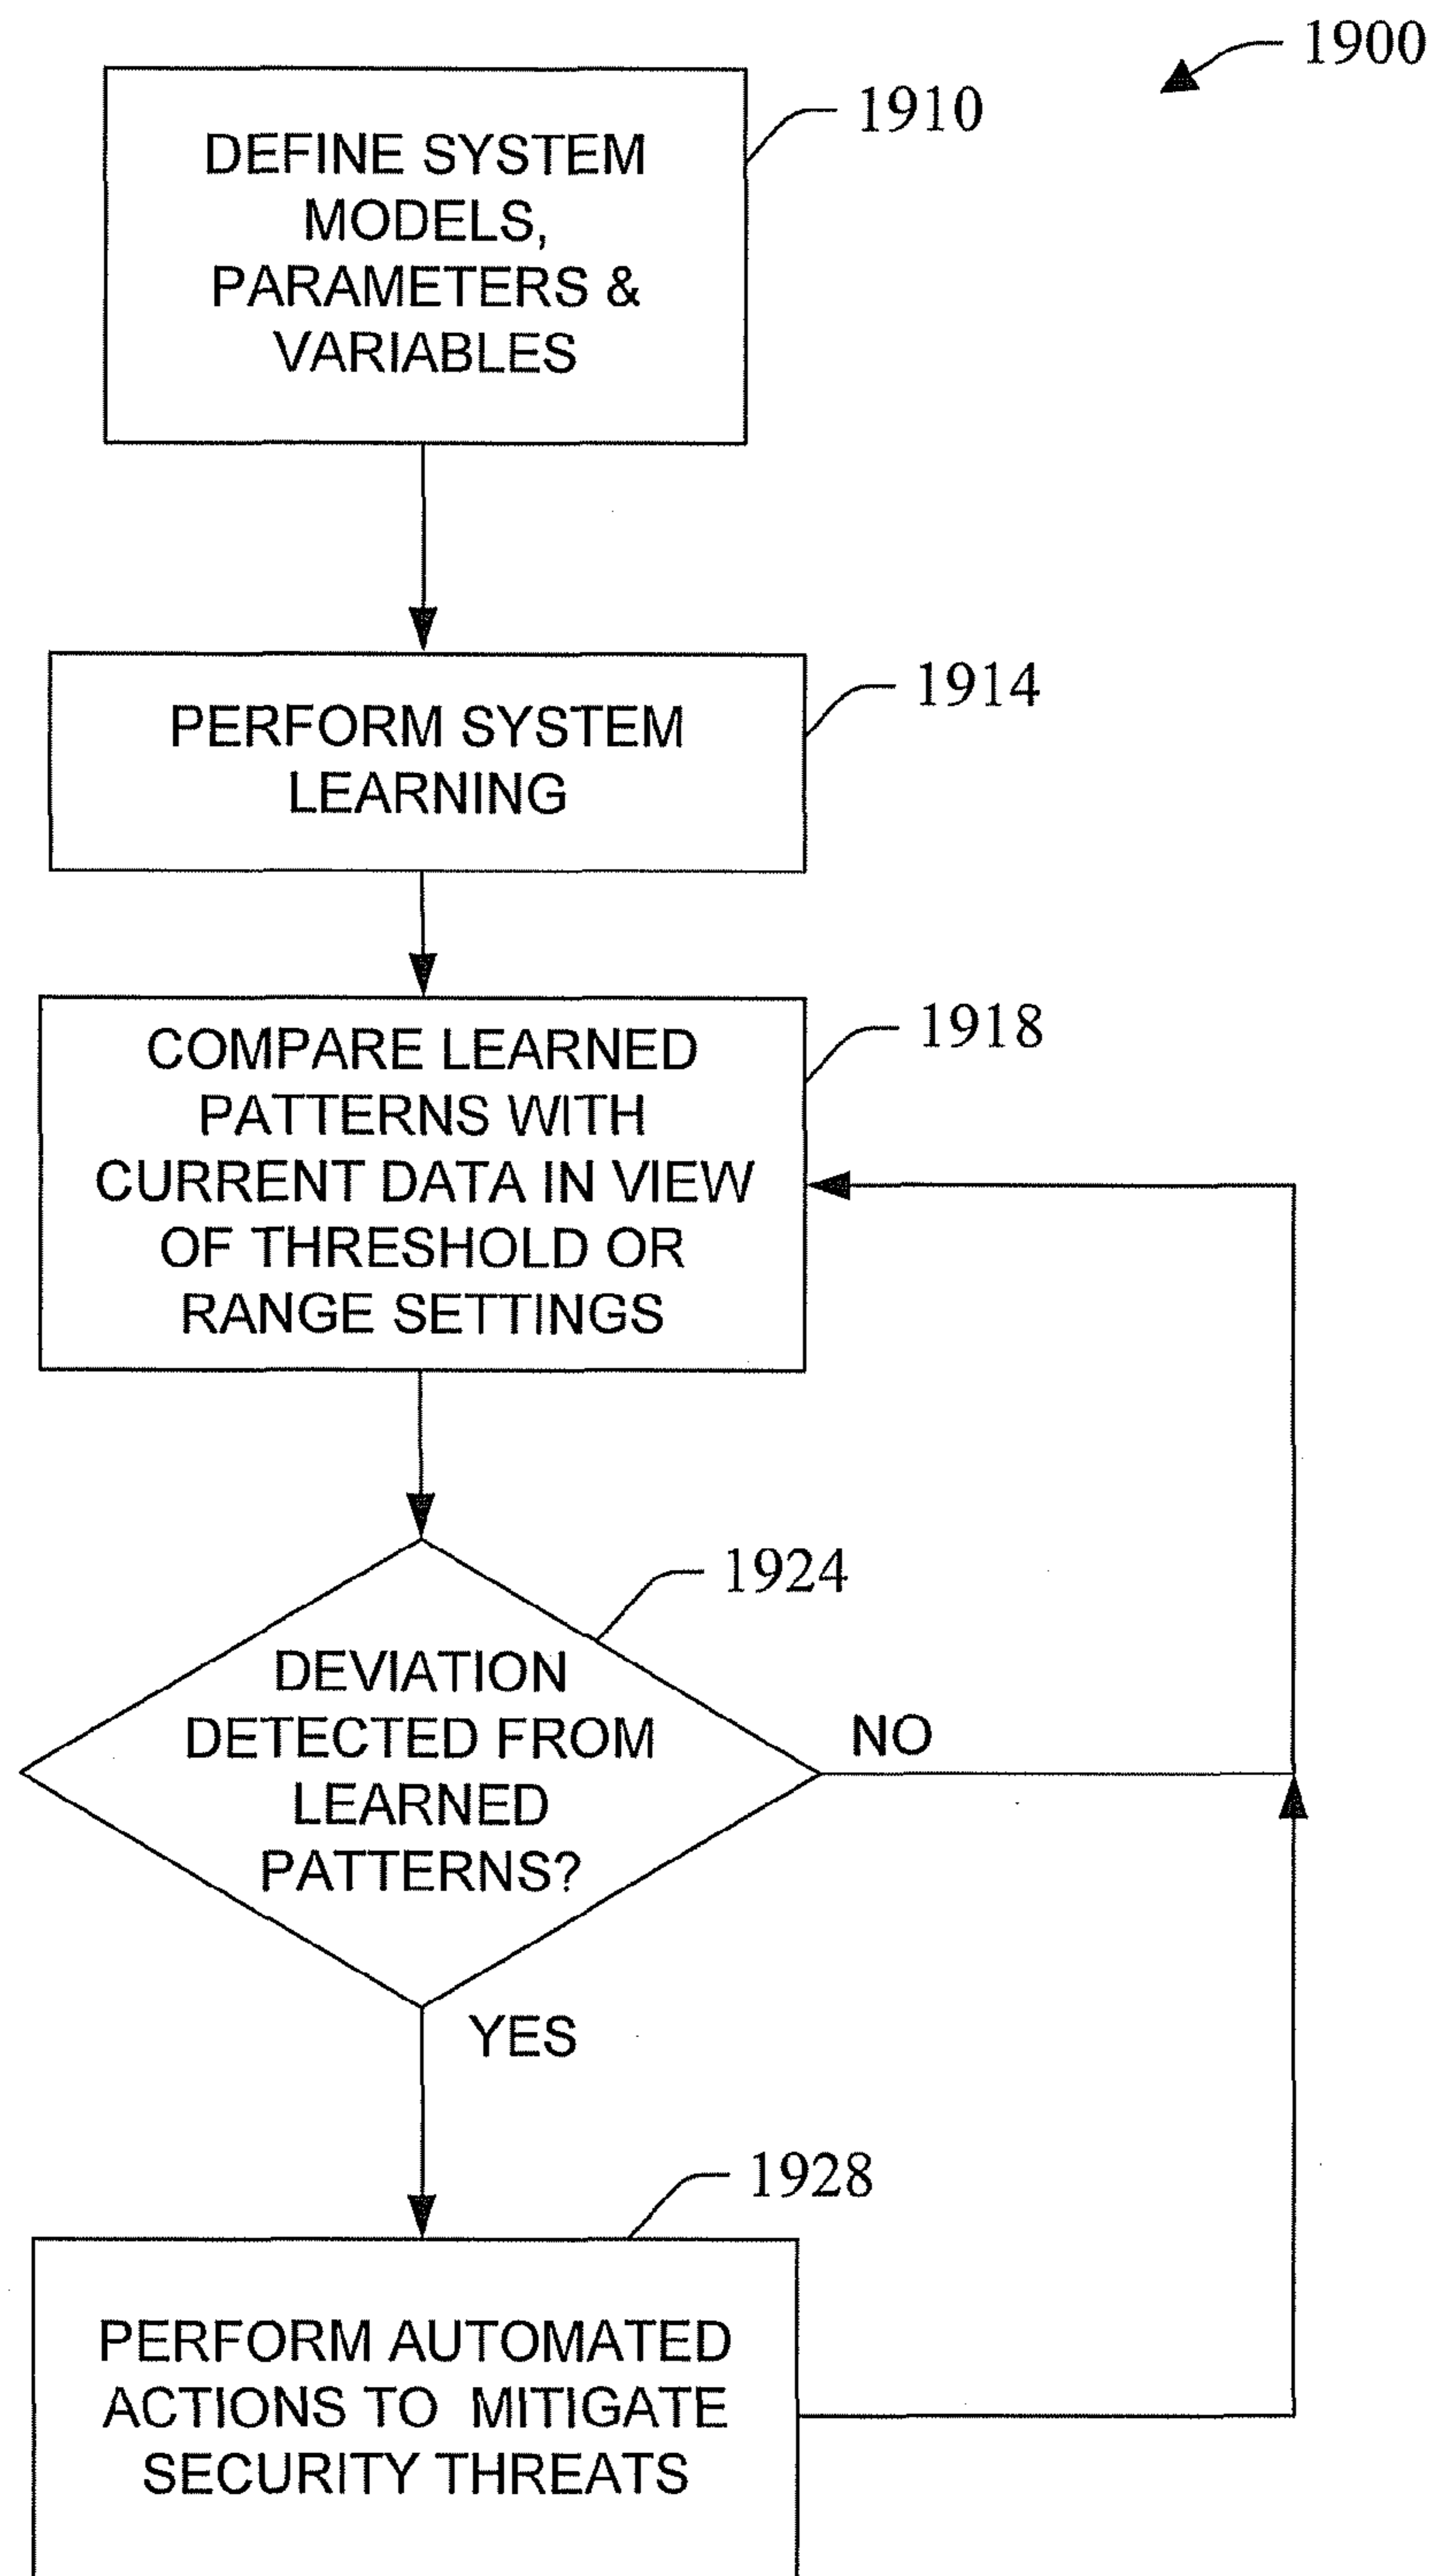 1900
1910
DEFINE SYSTEM
MODELS,
PARAMETERS &
VARIABLES
1914
PERFORM SYSTEM
LEARNING
1918
COMPARE LEARNED
PATTERNS WITH
CURRENT DATA IN VIEW
OF THRESHOLD OR
RANGE SETTINGS
1924
DEVIATION
DETECTED FROM
LEARNED
PATTERNS?
NO
YES
1928
PERFORM AUTOMATED
ACTIONS TO MITIGATE
SECURITY THREATS